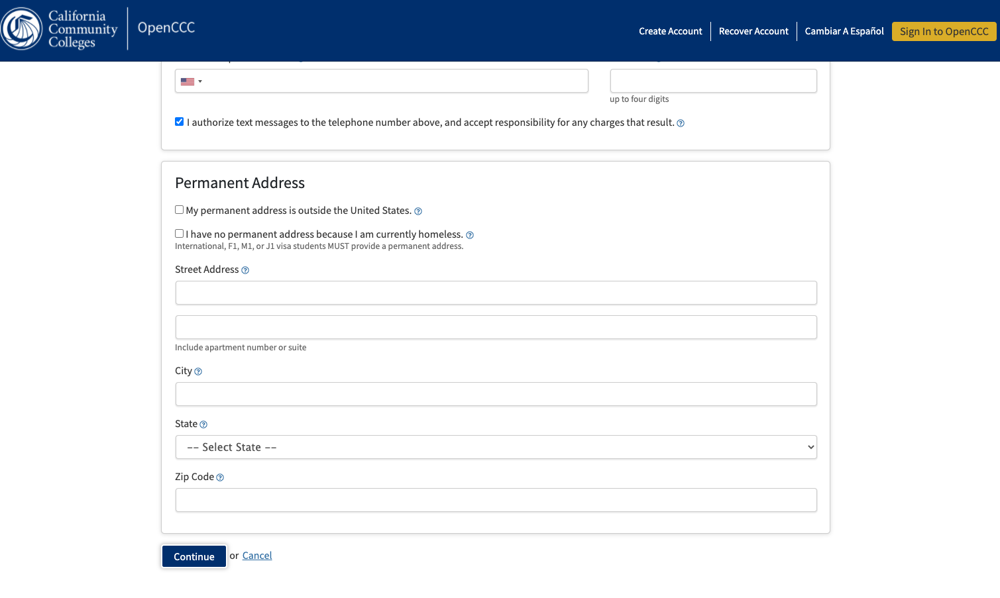 California
Community
Colleges
OpenCCC
Create Account
Recover Account
Cambiar A Español
Sign In to OpenCCC
up to four digits
I authorize text messages to the telephone number above, and accept responsibility for any charges that result.
Permanent Address
My permanent address is outside the United States.
I have no permanent address because I am currently homeless.
International, F1, M1, or J1 visa students MUST provide a permanent address.
Street Address
Include apartment number or suite
City
State
-- Select State --
Zip Code
Continue or Cancel